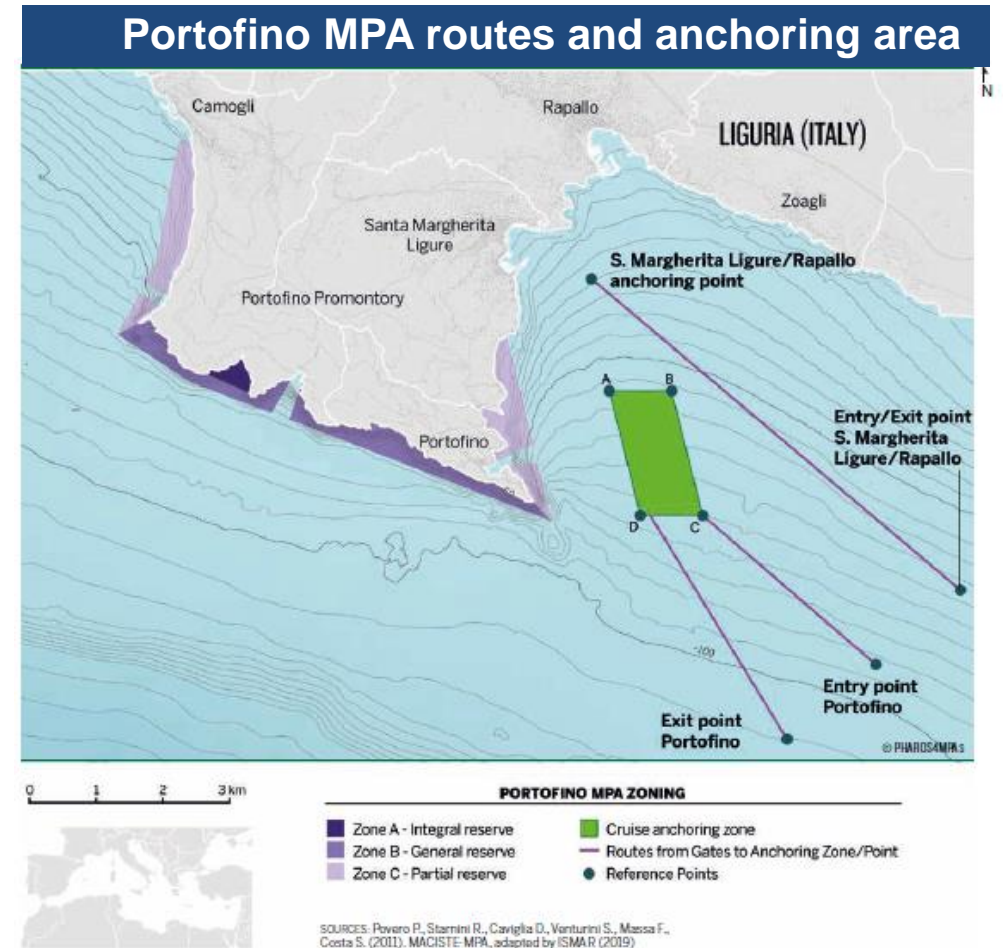 Portofino MPA routes and anchoring area
N
Camogli
Rapallo
LIGURIA (ITALY)
Zoagli
Santa Margherita
Ligure
S. Margherita Ligure/Rapallo
anchoring point
Portofino Promontory
A
B
Entry/Exit point
S. Margherita
Ligure/Rapallo
Portofino
D
C
-100
Entry point
Portofino
Exit point
Portofino
© PHAROS4MPAs
0 1 2 3 km
PORTOFINO MPA ZONING
Zone A - Integral reserve
Zone B - General reserve
Zone C - Partial reserve
Cruise anchoring zone
Routes from Gates to Anchoring Zone/Point
Reference Points
SOURCES: Povero P., Stamini R., Caviglia D., Venturini S., Massa F.,
Costa S. (2011). MACISTE-MPA, adapted by ISMAR (2019)